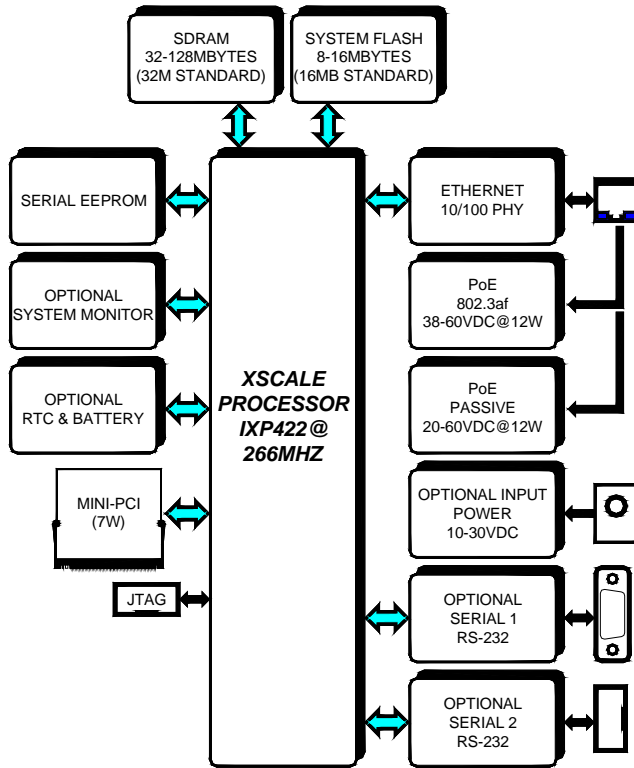 SDRAM
32-128MBYTES
(32M STANDARD)
SYSTEM FLASH
8-16MBYTES
(16MB STANDARD)
SERIAL EEPROM
OPTIONAL
SYSTEM MONITOR
OPTIONAL
RTC & BATTERY
MINI-PCI
(7W)
JTAG
XSCALE
PROCESSOR
IXP422@
266MHZ
ETHERNET
10/100 PHY
PoE
802.3af
38-60VDC@12W
PoE
PASSIVE
20-60VDC@12W
OPTIONAL INPUT
POWER
10-30VDC
OPTIONAL
SERIAL 1
RS-232
OPTIONAL
SERIAL 2
RS-232